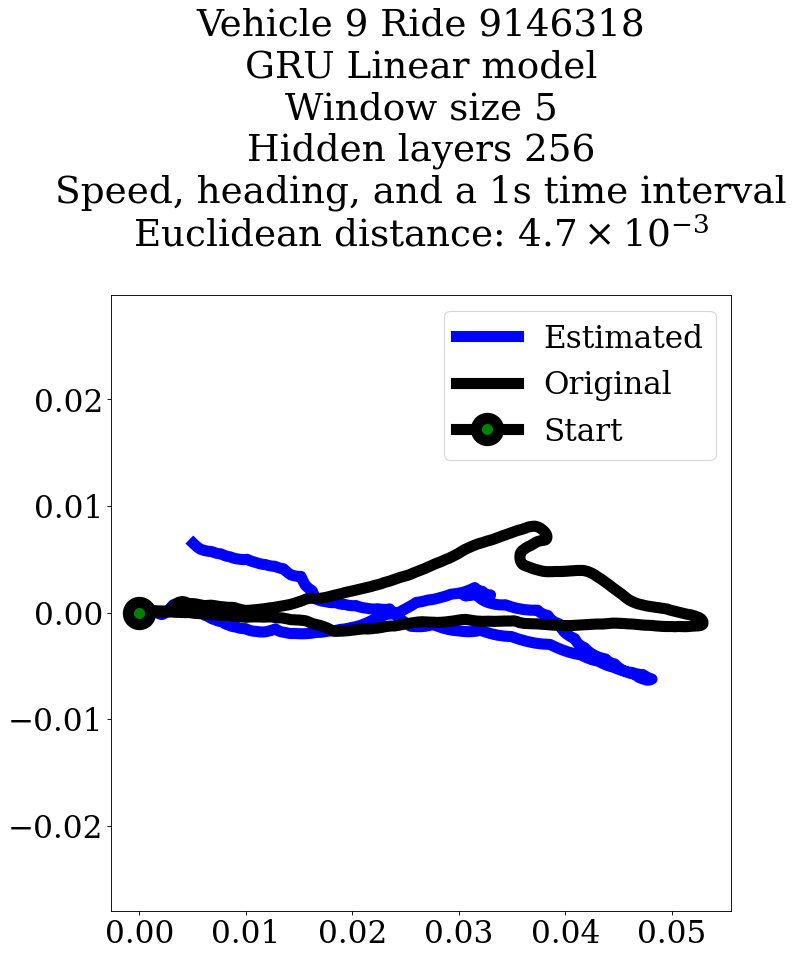 Vehicle 9 Ride 9146318
GRU Linear model
Window size 5
Hidden layers 256
Speed, heading, and a 1s time interval
Euclidean distance: 4.7 × 10⁻³
Estimated
Original
Start
0.02
0.01
0.00
−0.01
−0.02
0.00 0.01 0.02 0.03 0.04 0.05